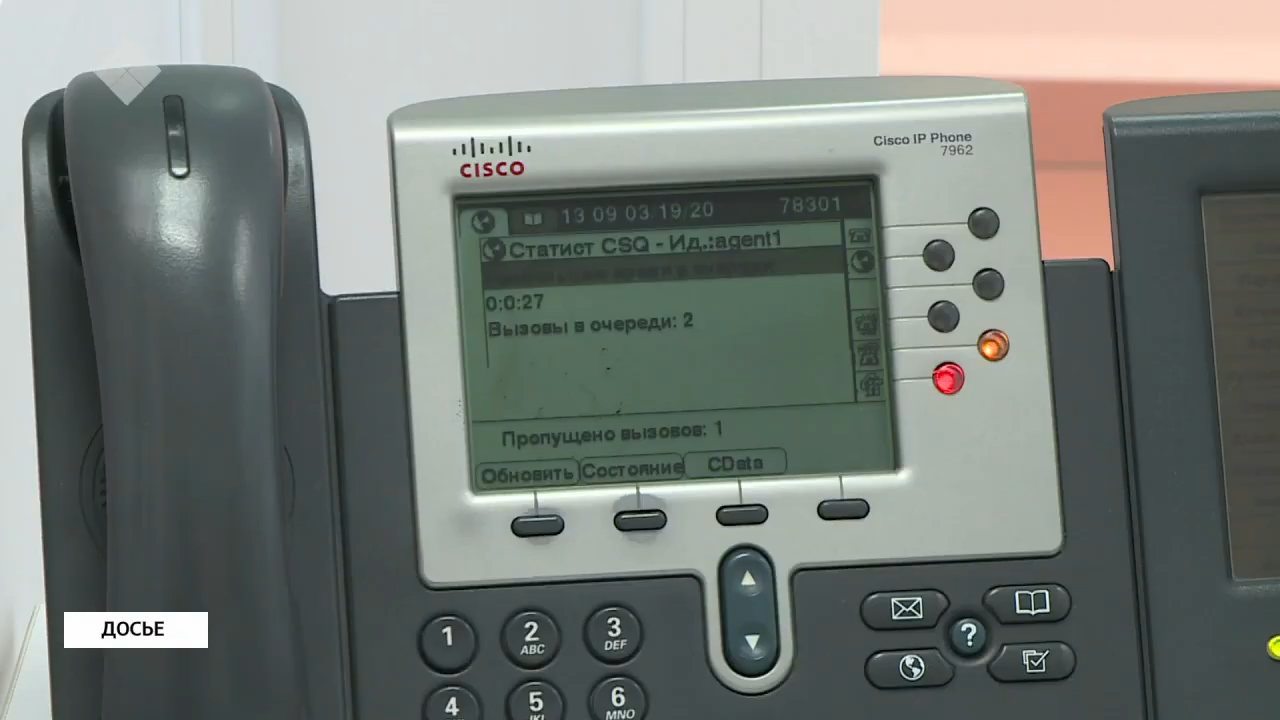 CISCO
Cisco IP Phone
7962
13 09 03/19/20
78301
Статист CSQ - Ид.:agent1
0:0:27
Вызовы в очереди: 2
Пропущено вызовов: 1
Обновить Состояние CData
ДОСЬЕ
1
2
ABC
3
DEF
?
4
5
JKL
6
MNO